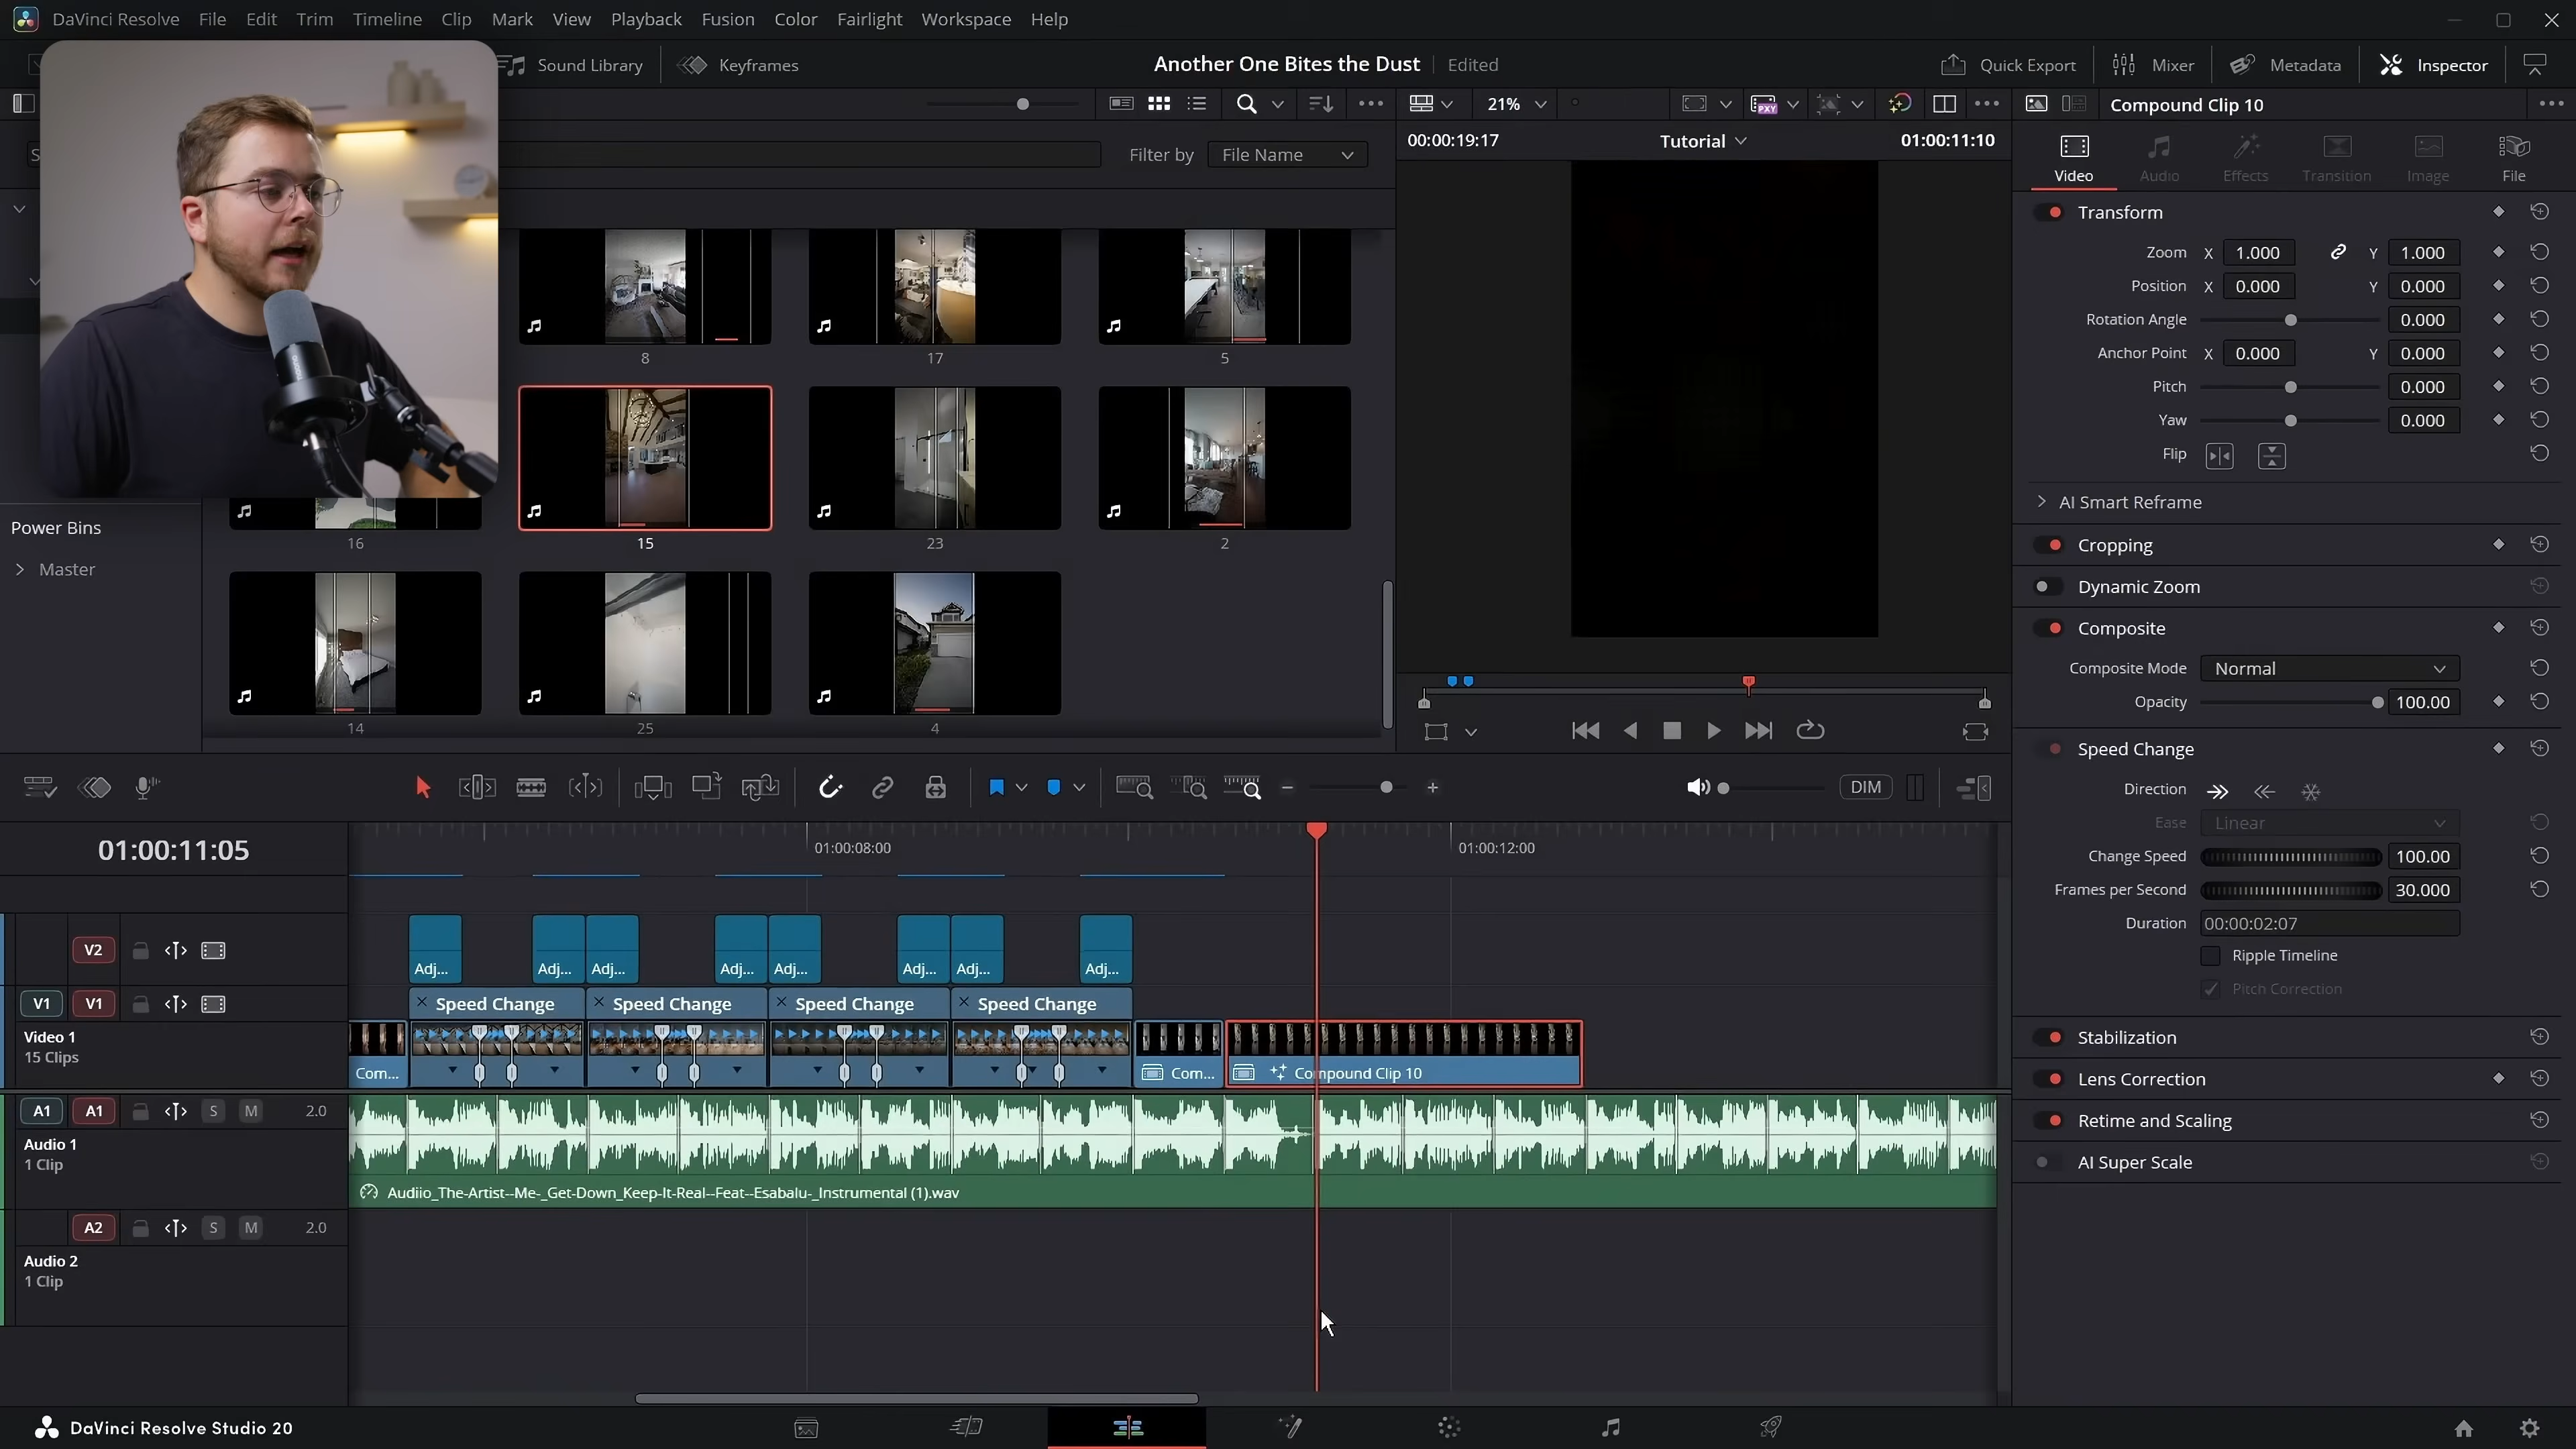 DaVinci Resolve File Edit Trim Timeline Clip Mark View Playback Fusion Color Fairlight Workspace Help
Sound Library Keyframes Another One Bites the Dust Edited Quick Export Mixer Metadata Inspector
21% PXY Compound Clip 10
S Filter by File Name 00:00:19:17 Tutorial 01:00:11:10
Video Audio Effects Transition Image File
Transform
Zoom X 1.000 Y 1.000
Position X 0.000 Y 0.000
Rotation Angle 0.000
Anchor Point X 0.000 Y 0.000
Pitch 0.000
Yaw 0.000
Flip
8 17 5
16 15 23 2
14 25 4
Power Bins
Master
AI Smart Reframe
Cropping
Dynamic Zoom
Composite
Composite Mode Normal
Opacity 100.00
Speed Change
Direction
Ease Linear
Change Speed 100.00
Frames per Second 30.000
Duration 00:00:02:07
Ripple Timeline
Pitch Correction
Stabilization
Lens Correction
Retime and Scaling
AI Super Scale
DIM
01:00:11:05 01:00:08:00 01:00:12:00
V2 Adj... Adj... Adj... Adj... Adj... Adj... Adj... Adj...
V1 V1 Speed Change Speed Change Speed Change Speed Change
Video 1
15 Clips
Com... Com... Compound Clip 10
A1 A1 S M 2.0
Audio 1
1 Clip
Audiio_The-Artist--Me-_Get-Down_Keep-It-Real--Feat--Esabalu-_Instrumental (1).wav
A2 S M 2.0
Audio 2
1 Clip
DaVinci Resolve Studio 20